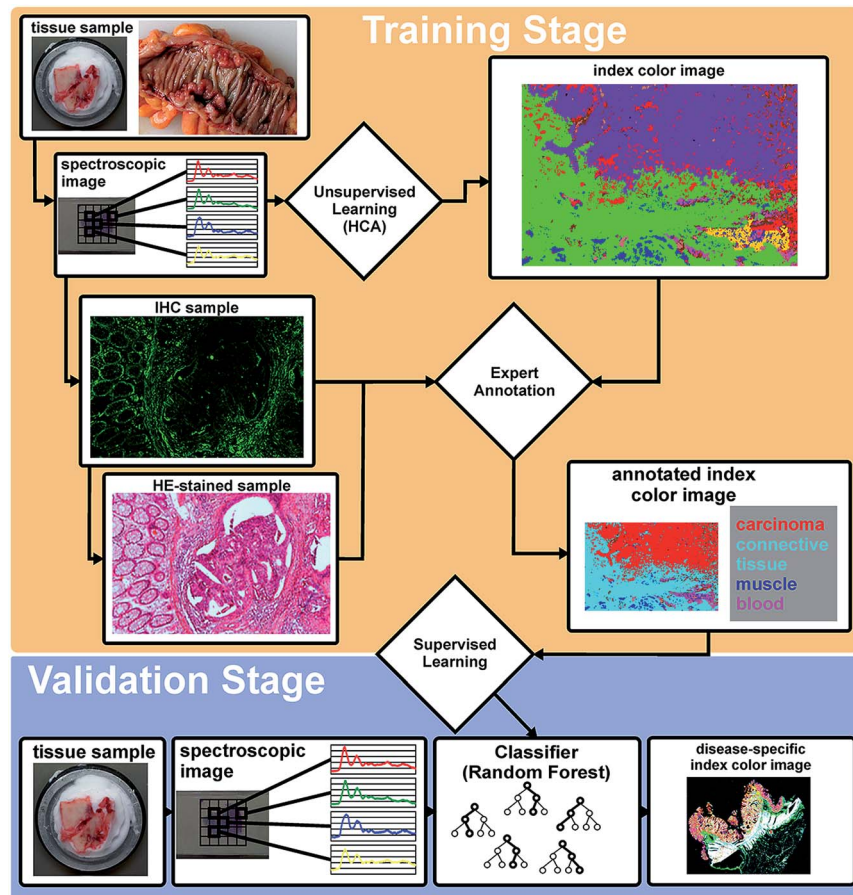 Training Stage
tissue sample
index color image
spectroscopic
image
Unsupervised
Learning
(HCA)
IHC sample
Expert
Annotation
HE-stained sample
annotated index
color image
carcinoma
connective
tissue
muscle
blood
Supervised
Learning
Validation Stage
tissue sample
spectroscopic
image
Classifier
(Random Forest)
disease-specific
index color image